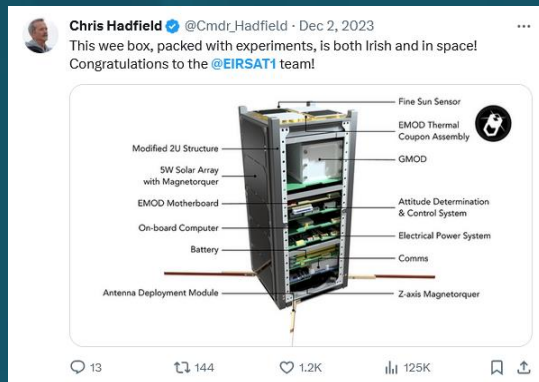 Chris Hadfield @Cmdr_Hadfield · Dec 2, 2023
This wee box, packed with experiments, is both Irish and in space!
Congratulations to the @EIRSAT1 team!
Fine Sun Sensor
EMOD Thermal
Coupon Assembly
GMOD
Attitude Determination
& Control System
Electrical Power System
Comms
Z-axis Magnetorquer
Modified 2U Structure
5W Solar Array
with Magnetorquer
EMOD Motherboard
On-board Computer
Battery
Antenna Deployment Module
13 144 1.2K 125K